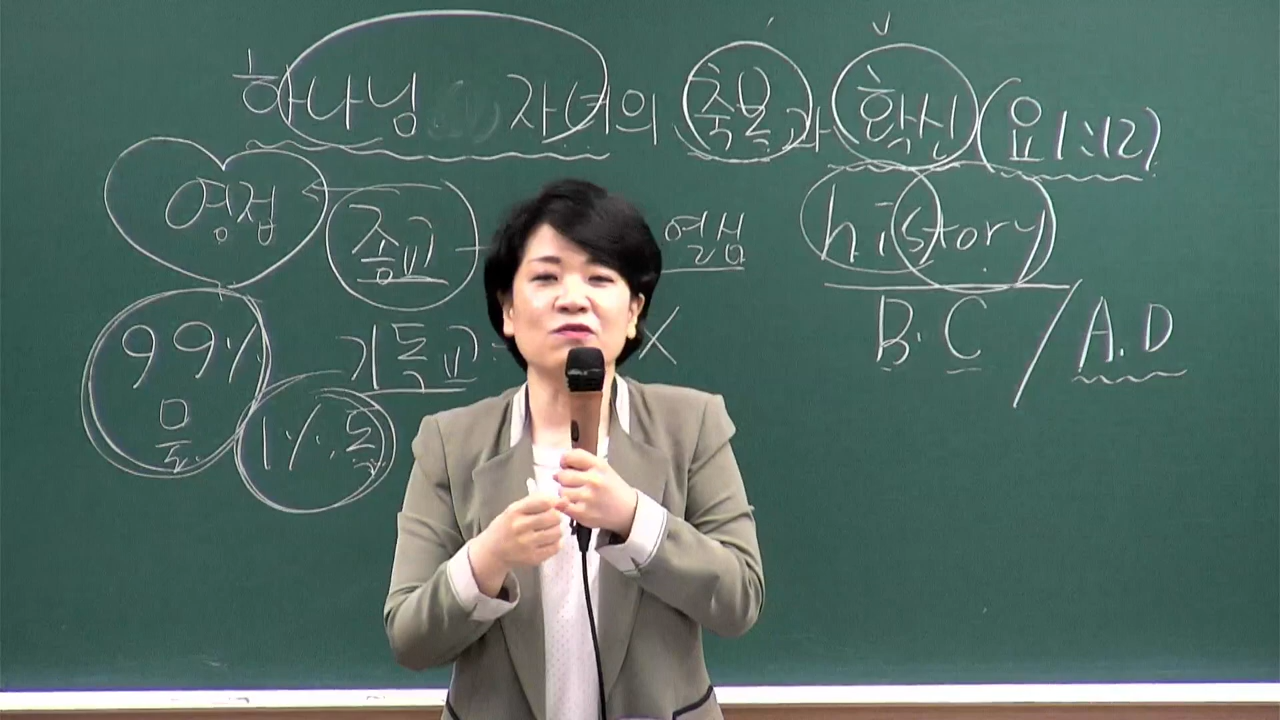 하나님 자녀의 축복과 확신 (요 1:12)
영접 종교 - 열심 history
99% 기독교 X B.C / A.D
물 1%